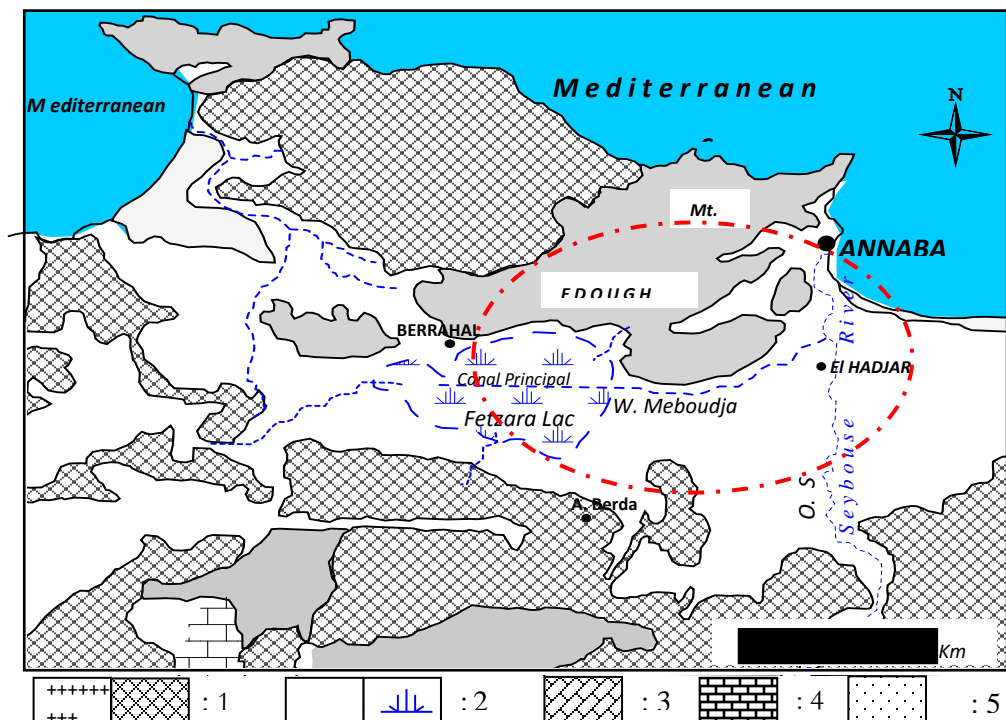 Mediterranean
M editerranean
N
Mt.
ANNABA
EDOUGH
BERRAHAL
El HADJAR
Canal Principal
W. Meboudja
Fetzara Lac
Seybouse River
O. S
A. Berda
Km
++++++
+++
: 1
: 2
: 3
: 4
: 5